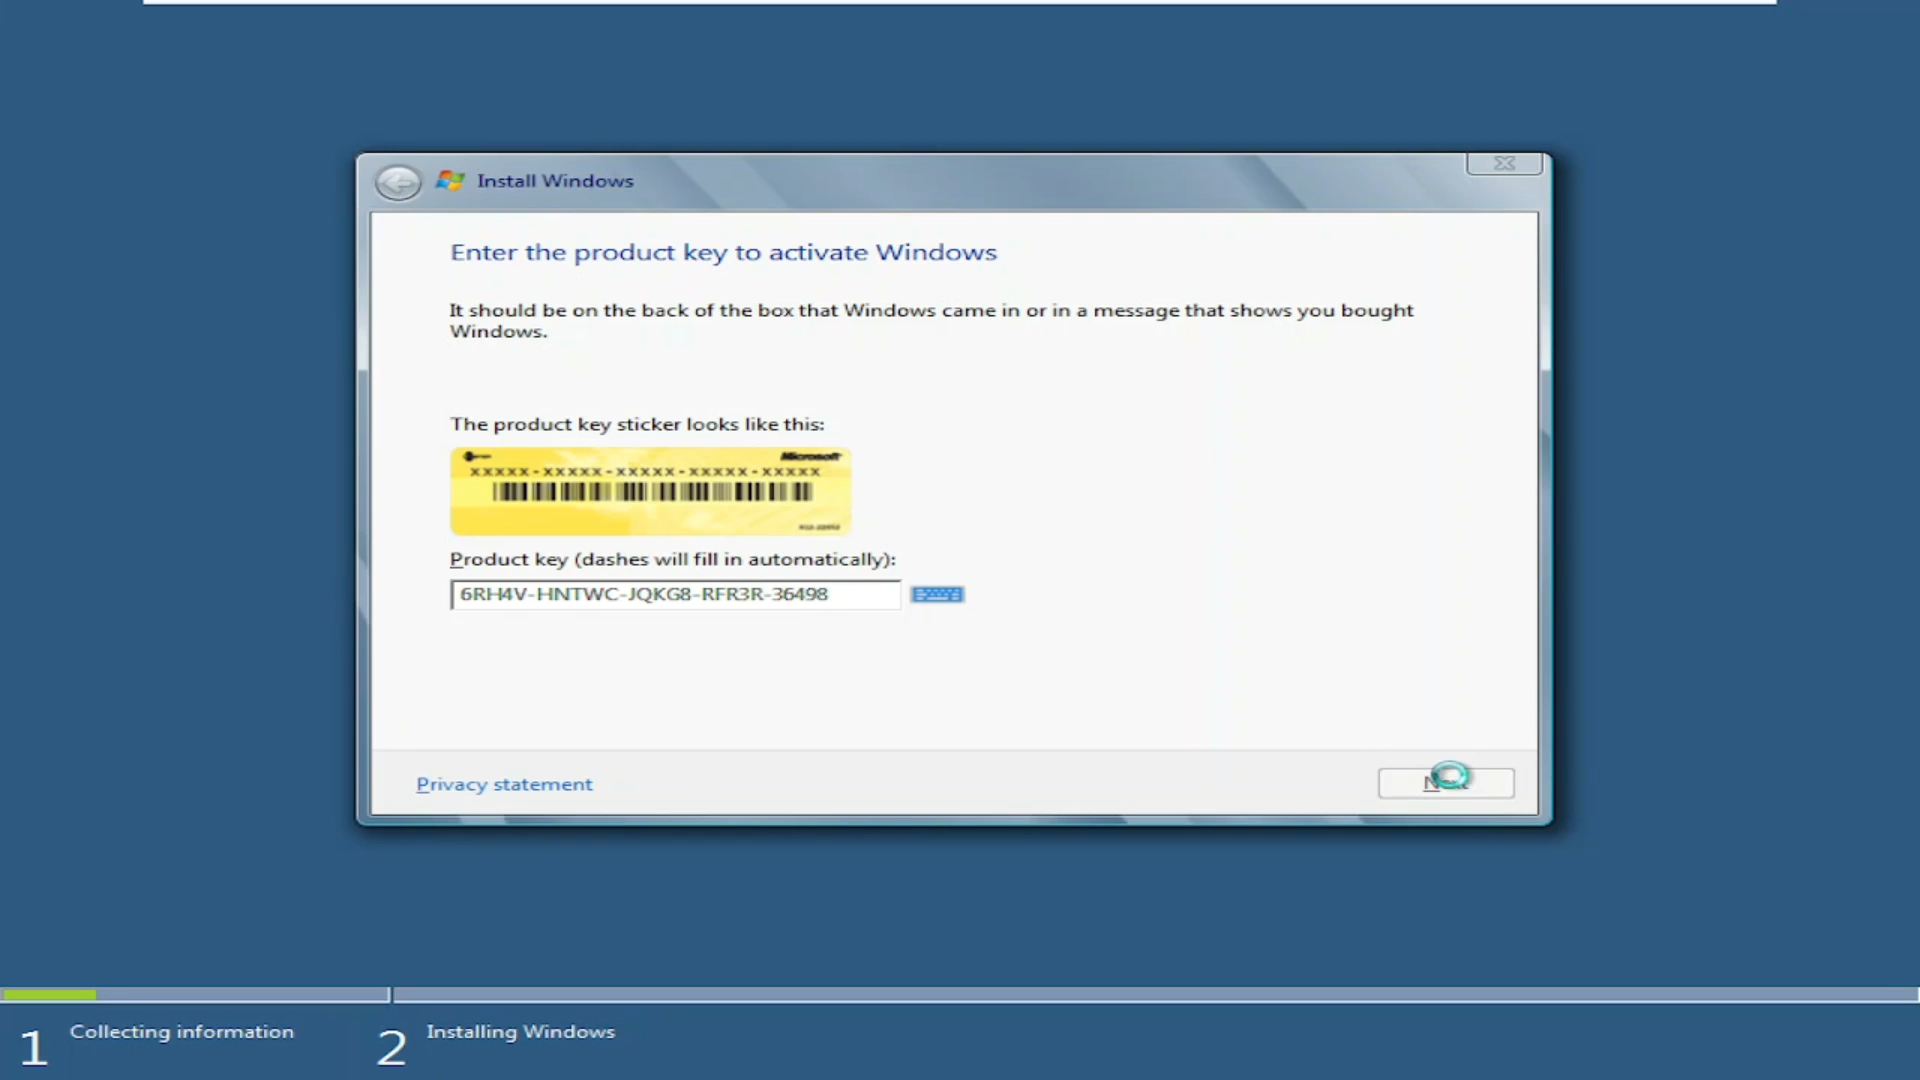 Install Windows
Enter the product key to activate Windows
It should be on the back of the box that Windows came in or in a message that shows you bought
Windows.
The product key sticker looks like this:
Microsoft
XXXXX-XXXXX-XXXXX-XXXXX-XXXXX
Product key (dashes will fill in automatically):
6RH4V-HNTWC-JQKG8-RFR3R-36498
Privacy statement
Next
1 Collecting information
2 Installing Windows